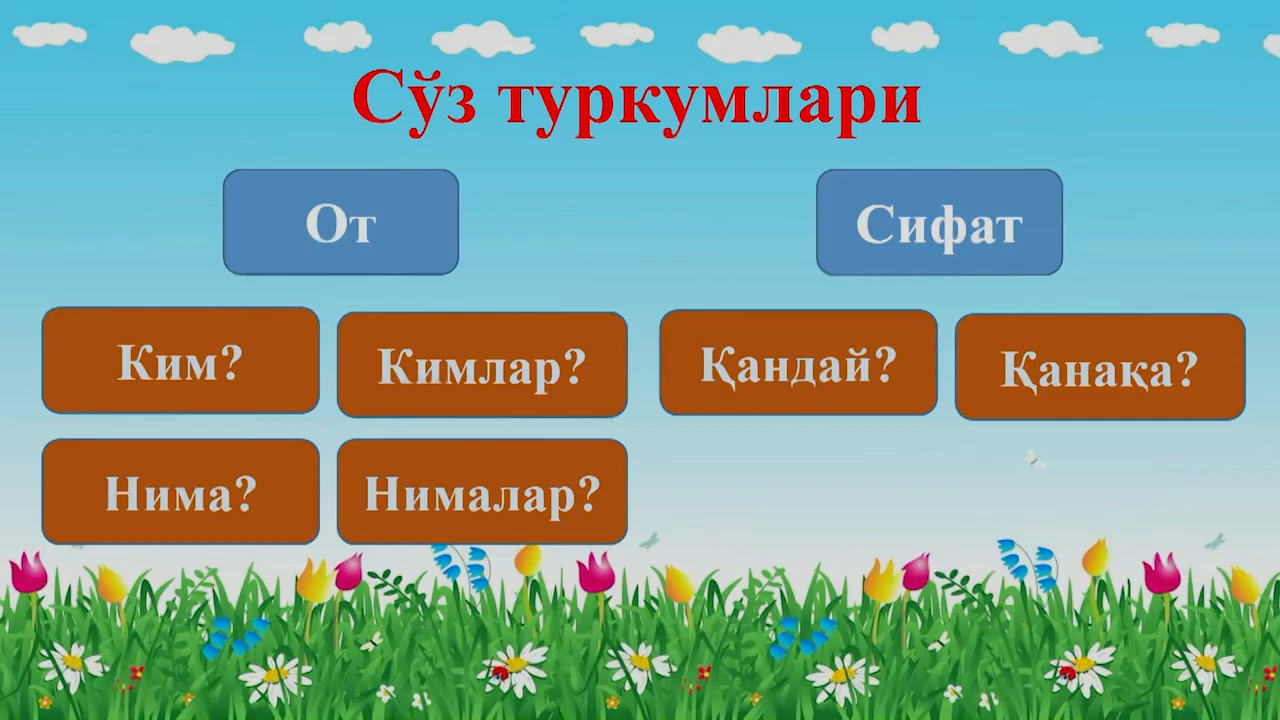 Сўз туркумлари
От
Сифат
Ким?
Кимлар?
Қандай?
Қанақа?
Нима?
Нималар?